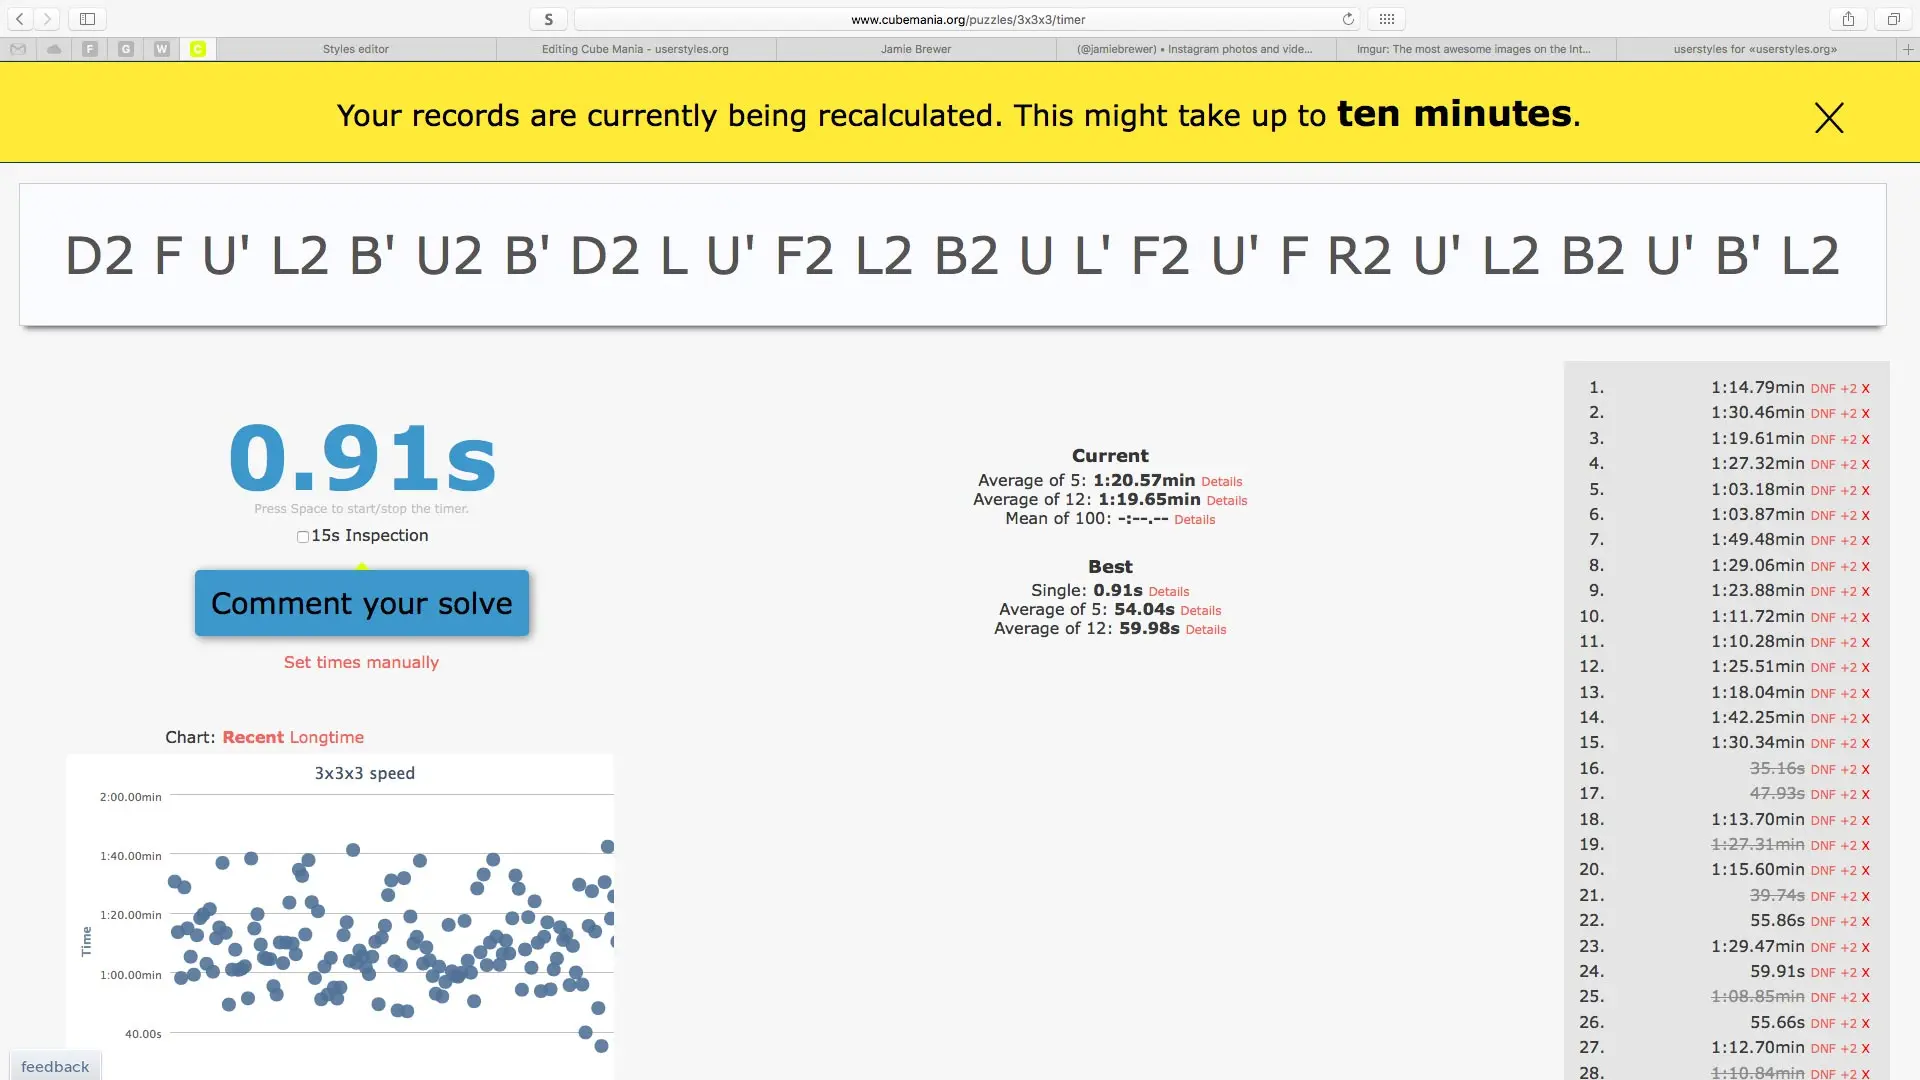 S
www.cubemania.org/puzzles/3x3x3/timer
F G W C Styles editor Editing Cube Mania - userstyles.org Jamie Brewer (@jamiebrewer) • Instagram photos and vide... Imgur: The most awesome images on the Int... userstyles for «userstyles.org»
Your records are currently being recalculated. This might take up to ten minutes.
D2 F U' L2 B' U2 B' D2 L U' F2 L2 B2 U L' F2 U' F R2 U' L2 B2 U' B' L2
0.91s
Press Space to start/stop the timer.
15s Inspection
Comment your solve
Set times manually
Chart: Recent Longtime
3x3x3 speed
2:00.00min
1:40.00min
1:20.00min
1:00.00min
40.00s
Time
feedback
Current
Average of 5: 1:20.57min Details
Average of 12: 1:19.65min Details
Mean of 100: -:--.-- Details
Best
Single: 0.91s Details
Average of 5: 54.04s Details
Average of 12: 59.98s Details
1. 1:14.79min DNF +2 X
2. 1:30.46min DNF +2 X
3. 1:19.61min DNF +2 X
4. 1:27.32min DNF +2 X
5. 1:03.18min DNF +2 X
6. 1:03.87min DNF +2 X
7. 1:49.48min DNF +2 X
8. 1:29.06min DNF +2 X
9. 1:23.88min DNF +2 X
10. 1:11.72min DNF +2 X
11. 1:10.28min DNF +2 X
12. 1:25.51min DNF +2 X
13. 1:18.04min DNF +2 X
14. 1:42.25min DNF +2 X
15. 1:30.34min DNF +2 X
16. 35.16s DNF +2 X
17. 47.93s DNF +2 X
18. 1:13.70min DNF +2 X
19. 1:27.31min DNF +2 X
20. 1:15.60min DNF +2 X
21. 39.74s DNF +2 X
22. 55.86s DNF +2 X
23. 1:29.47min DNF +2 X
24. 59.91s DNF +2 X
25. 1:08.85min DNF +2 X
26. 55.66s DNF +2 X
27. 1:12.70min DNF +2 X
28. 1:10.84min DNF +2 X